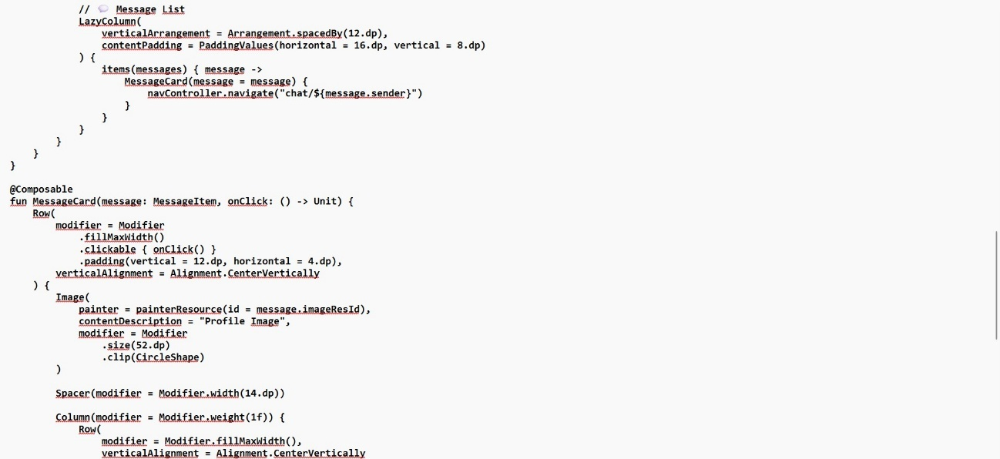 // 💬 Message List
LazyColumn(
verticalArrangement = Arrangement.spacedBy(12.dp),
contentPadding = PaddingValues(horizontal = 16.dp, vertical = 8.dp)
) {
items(messages) { message ->
MessageCard(message = message) {
navController.navigate("chat/${message.sender}")
}
}
}
}
}
}
@Composable
fun MessageCard(message: MessageItem, onClick: () -> Unit) {
Row(
modifier = Modifier
.fillMaxWidth()
.clickable { onClick() }
.padding(vertical = 12.dp, horizontal = 4.dp),
verticalAlignment = Alignment.CenterVertically
) {
Image(
painter = painterResource(id = message.imageResId),
contentDescription = "Profile Image",
modifier = Modifier
.size(52.dp)
.clip(CircleShape)
)
Spacer(modifier = Modifier.width(14.dp))
Column(modifier = Modifier.weight(1f)) {
Row(
modifier = Modifier.fillMaxWidth(),
verticalAlignment = Alignment.CenterVertically